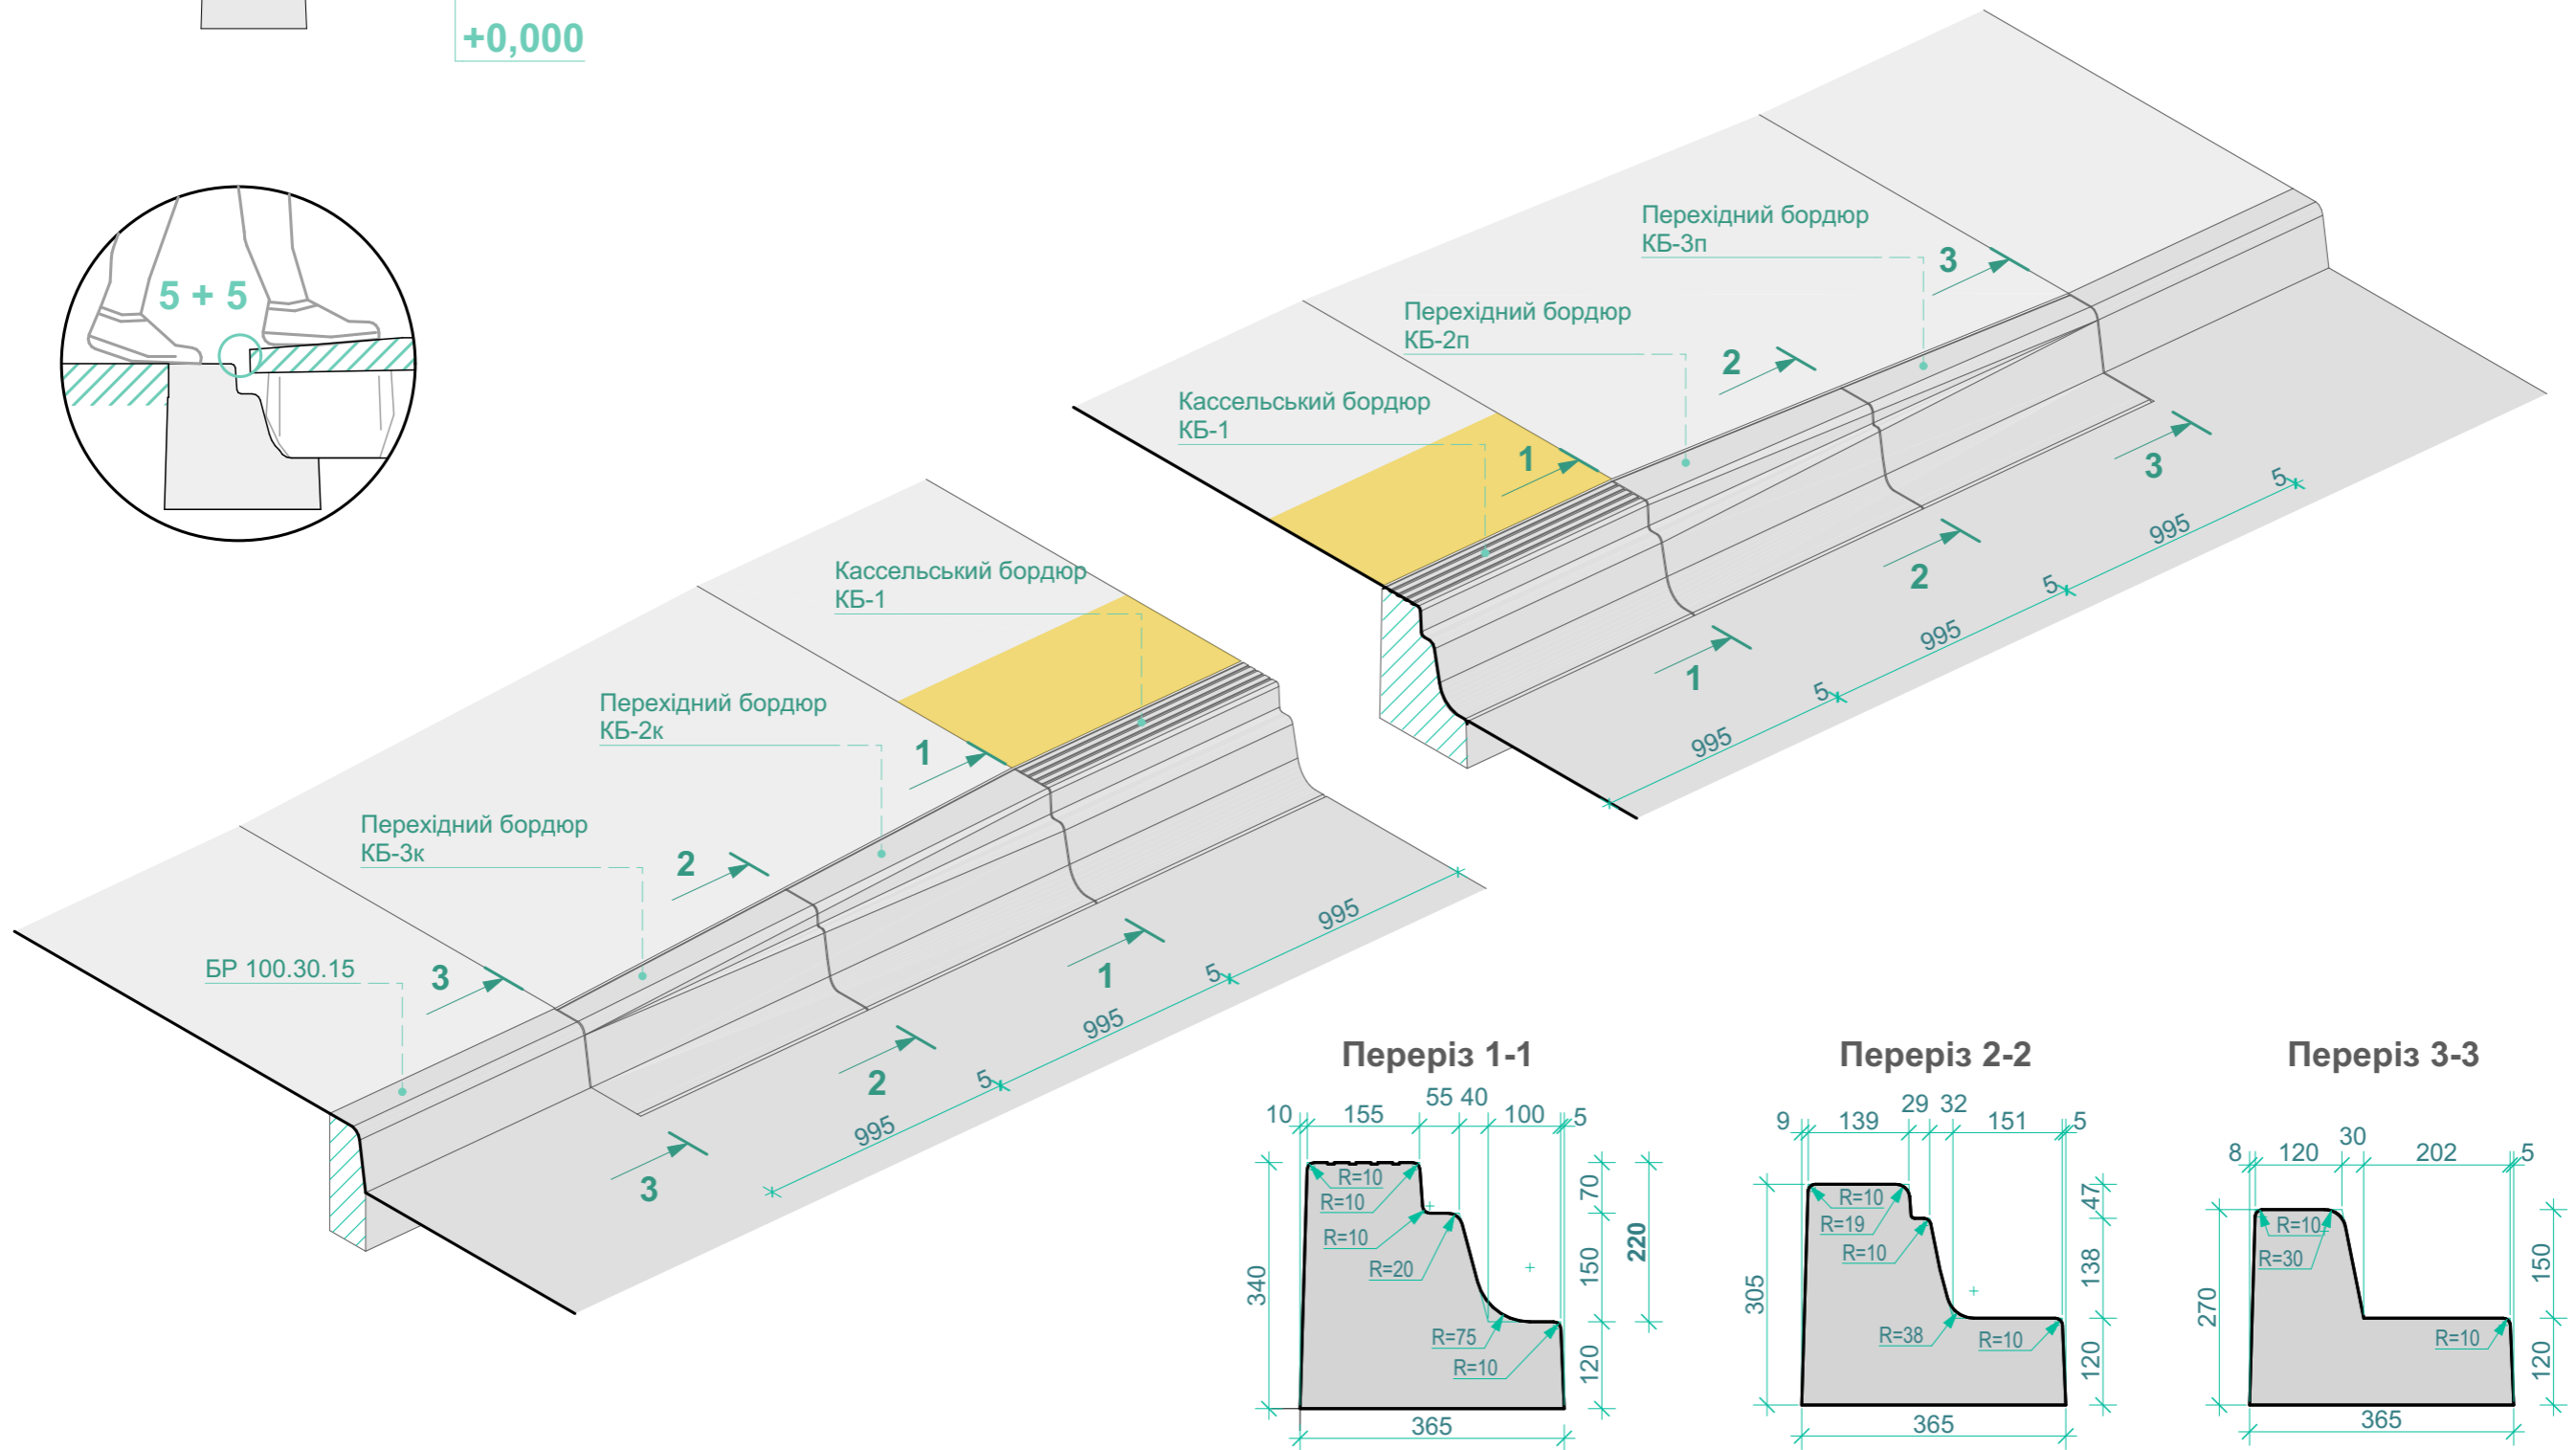 +0,000
5 + 5
Перехідний бордюр
КБ-3п
3
Перехідний бордюр
КБ-2п
2
Кассельський бордюр
КБ-1
1
3
5
995
2
5
995
1
5
995
Кассельський бордюр
КБ-1
Перехідний бордюр
КБ-2к
1
Перехідний бордюр
КБ-3к
2
БР 100.30.15
3
995
1
5
995
2
5
995
3
Переріз 1-1
10 155 55 40 100 5
R=10
R=10
R=10
R=20
R=75
R=10
340
70
150
220
120
365
Переріз 2-2
9 139 29 32 151 5
R=10
R=19
R=10
R=38
R=10
305
47
138
120
365
Переріз 3-3
8 120 30 202 5
R=10
R=30
R=10
270
150
120
365